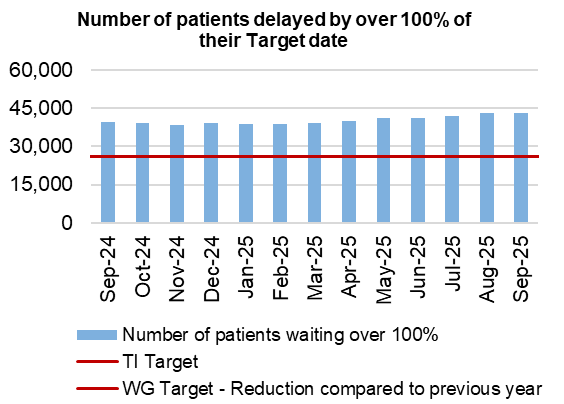 Number of patients delayed by over 100% of
their Target date
60,000
45,000
30,000
15,000
0
Sep-24
Oct-24
Nov-24
Dec-24
Jan-25
Feb-25
Mar-25
Apr-25
May-25
Jun-25
Jul-25
Aug-25
Sep-25
Number of patients waiting over 100%
TI Target
WG Target - Reduction compared to previous year